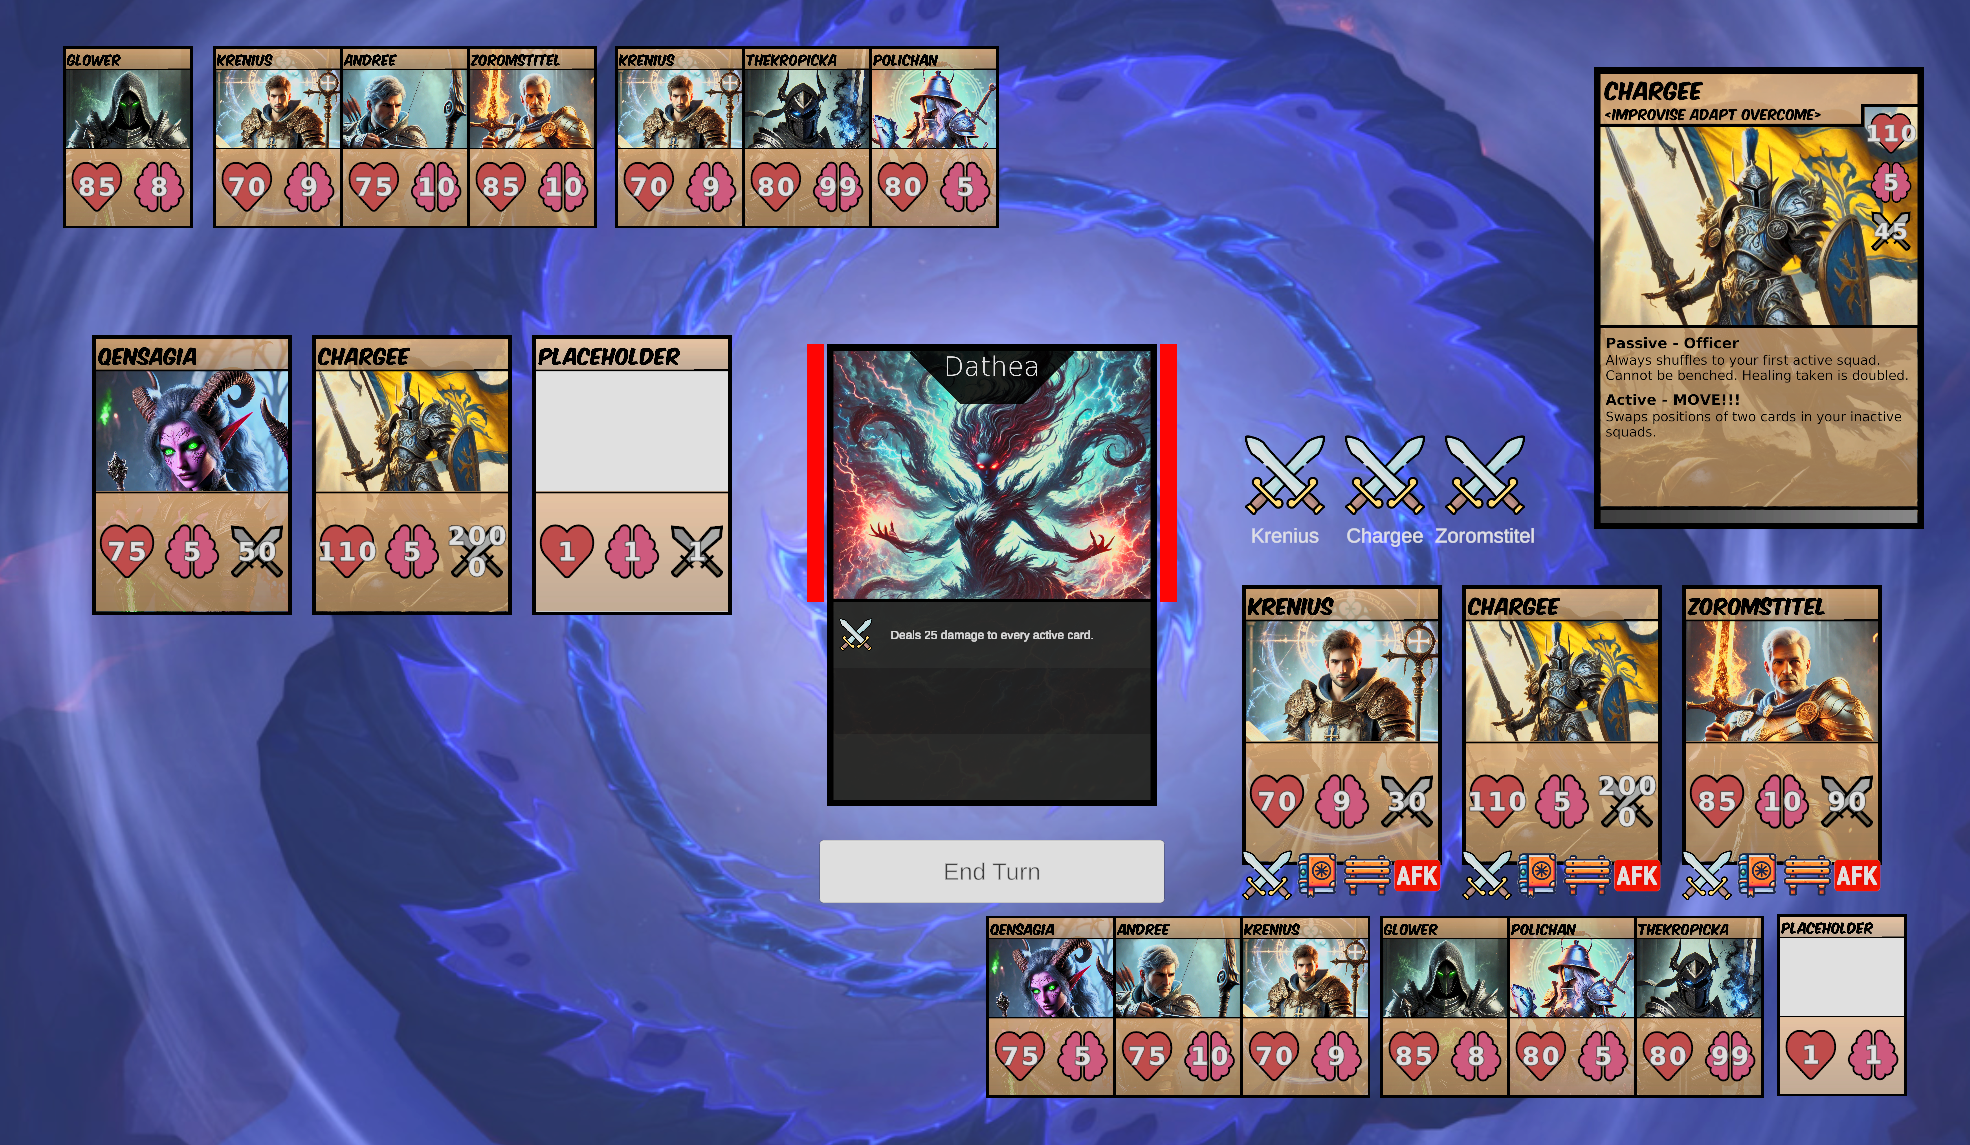 GLOWER
85 8
KRENIUS ANDREE ZOROMSTITEL
70 9 75 10 85 10
KRENIUS THEKROPICKA POLICHAN
70 9 80 99 80 5
CHARGEE
<IMPROVISE ADAPT OVERCOME>
110
5
45
Passive - Officer
Always shuffles to your first active squad.
Cannot be benched. Healing taken is doubled.
Active - MOVE!!!
Swaps positions of two cards in your inactive
squads.
QENSAGIA
75 5 50
CHARGEE
110 5 200
0
PLACEHOLDER
1 1 1
Dathea
Deals 25 damage to every active card.
Krenius Chargee Zoromstitel
End Turn
KRENIUS
70 9 30
AFK
CHARGEE
110 5 200
0
AFK
ZOROMSTITEL
85 10 90
AFK
QENSAGIA ANDREE KRENIUS
75 5 75 10 70 9
GLOWER POLICHAN THEKROPICKA
85 8 80 5 80 99
PLACEHOLDER
1 1